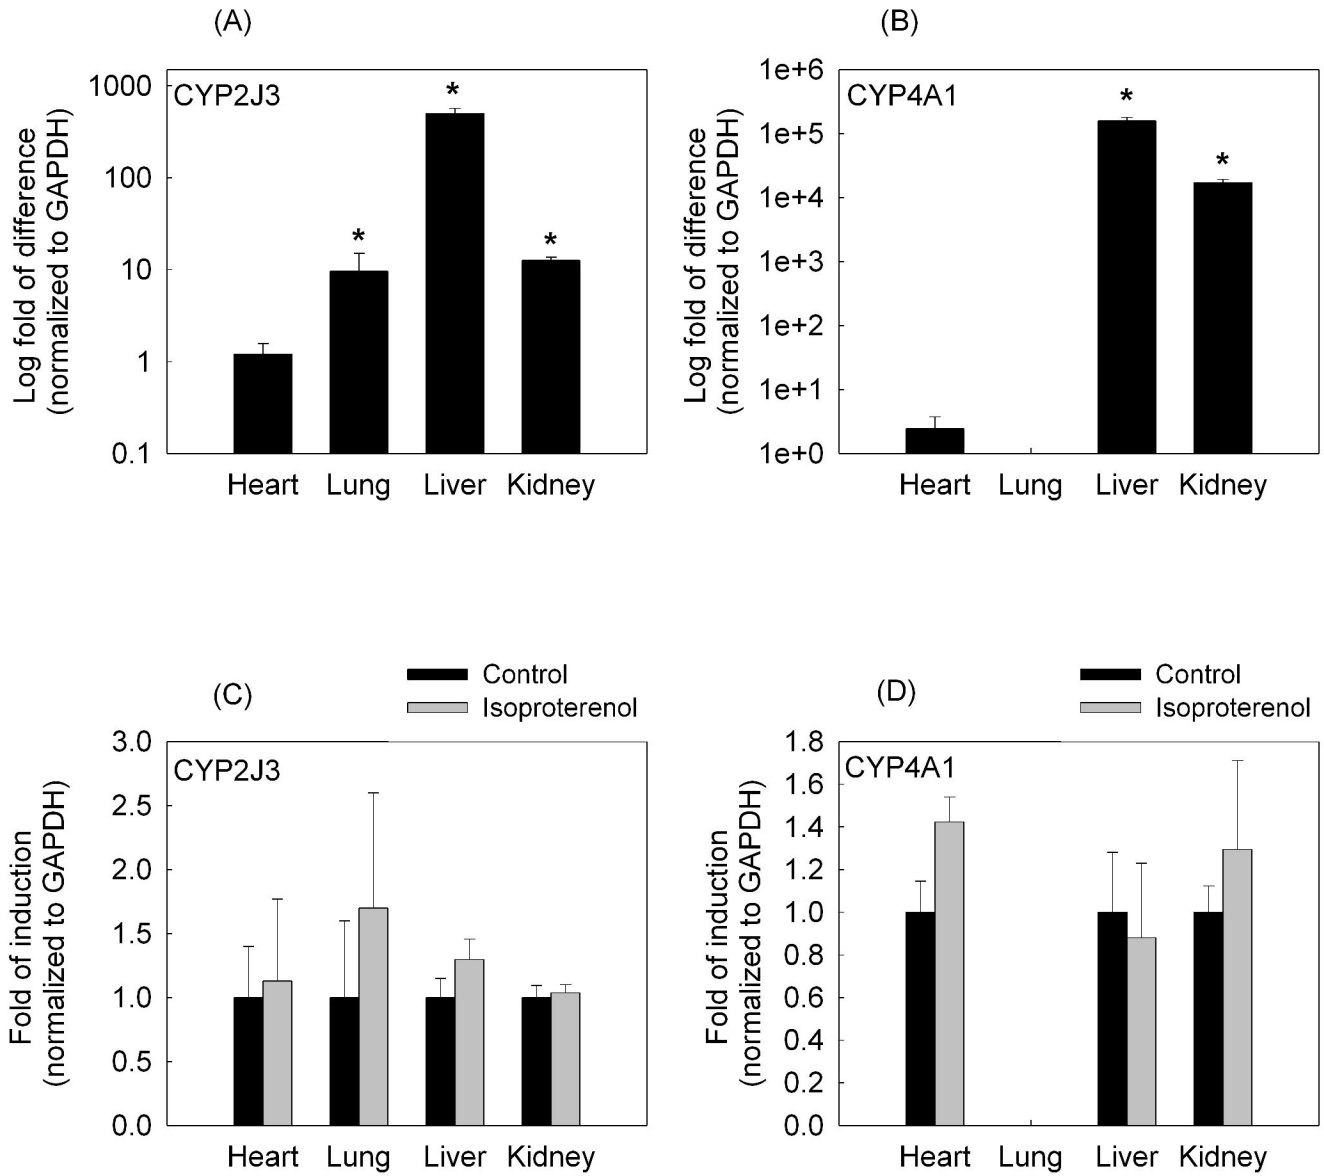 (A)
CYP2J3
Log fold of difference
(normalized to GAPDH)
1000
100
10
1
0.1
*
*
*
Heart Lung Liver Kidney
(B)
CYP4A1
Log fold of difference
(normalized to GAPDH)
1e+6
1e+5
1e+4
1e+3
1e+2
1e+1
1e+0
*
*
Heart Lung Liver Kidney
(C)
Control
Isoproterenol
CYP2J3
Fold of induction
(normalized to GAPDH)
3.0
2.5
2.0
1.5
1.0
0.5
0.0
Heart Lung Liver Kidney
(D)
Control
Isoproterenol
CYP4A1
Fold of induction
(normalized to GAPDH)
1.8
1.6
1.4
1.2
1.0
0.8
0.6
0.4
0.2
0.0
Heart Lung Liver Kidney